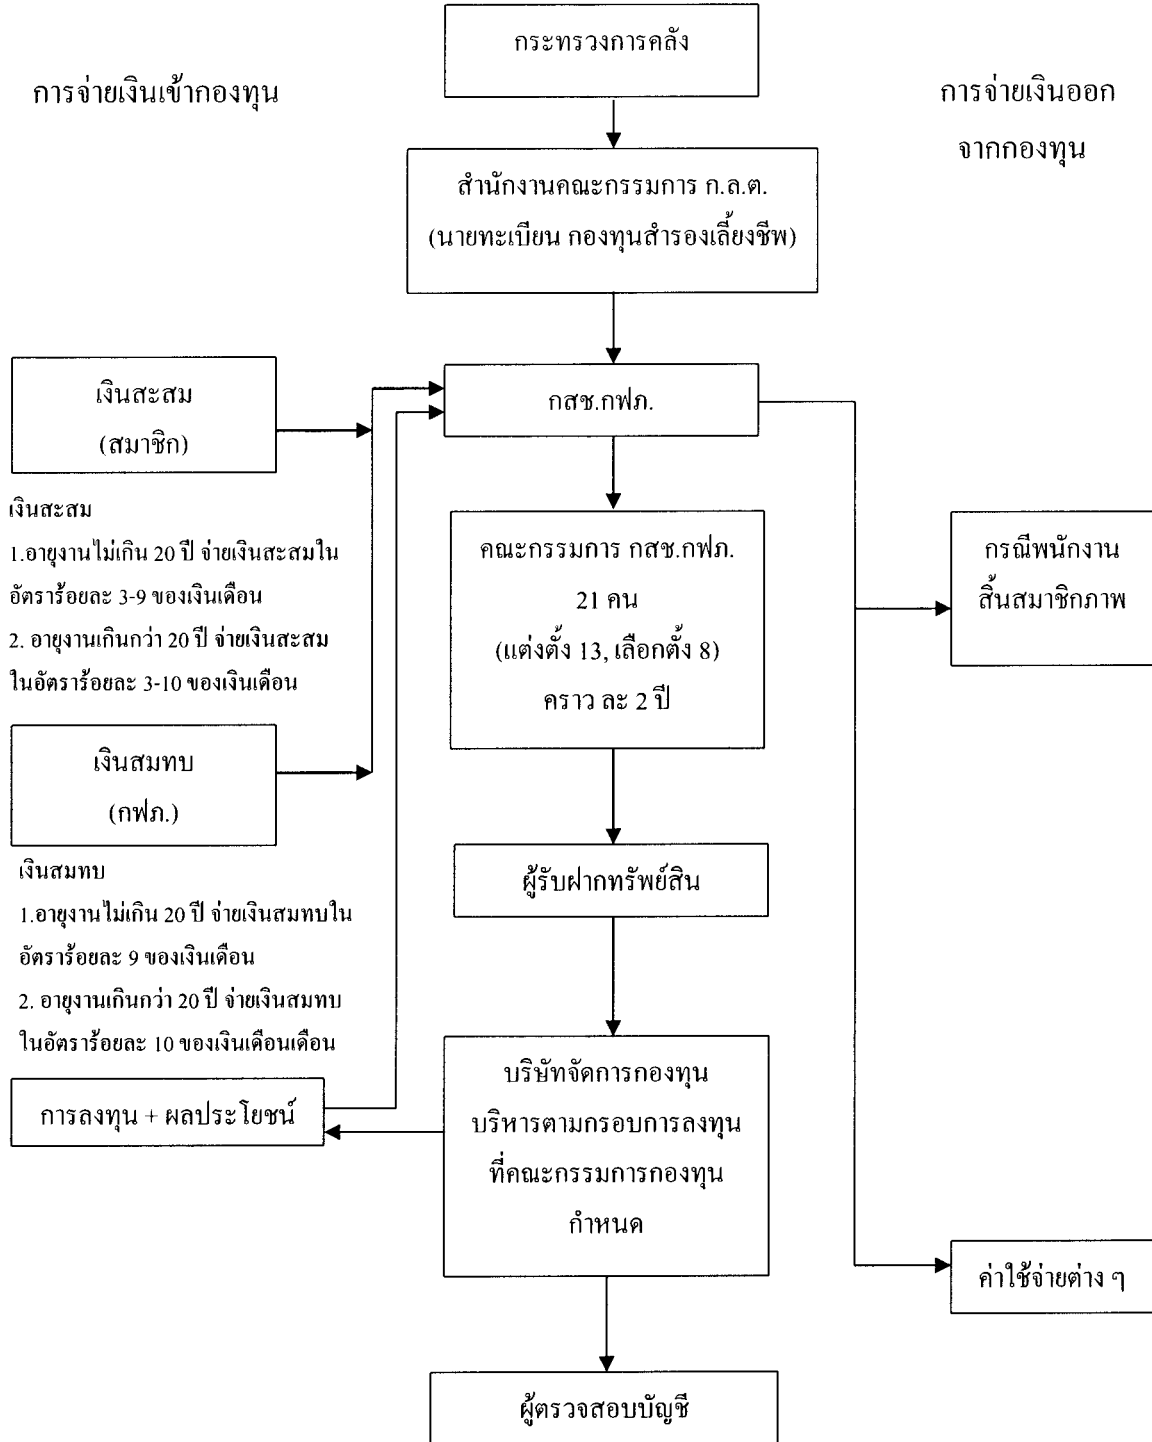 กระทรวงการคลัง
การจ่ายเงินเข้ากองทุน
การจ่ายเงินออก
จากกองทุน
สำนักงานคณะกรรมการ ก.ล.ต.
(นายทะเบียน กองทุนสำรองเลี้ยงชีพ)
เงินสะสม
(สมาชิก)
กสช.กฟภ.
เงินสะสม
1.อายุงานไม่เกิน 20 ปี จ่ายเงินสะสมใน
อัตราร้อยละ 3-9 ของเงินเดือน
2. อายุงานเกินกว่า 20 ปี จ่ายเงินสะสม
ในอัตราร้อยละ 3-10 ของเงินเดือน
คณะกรรมการ กสช.กฟภ.
21 คน
(แต่งตั้ง 13, เลือกตั้ง 8)
คราว ละ 2 ปี
กรณีพนักงาน
สิ้นสมาชิกภาพ
เงินสมทบ
(กฟภ.)
เงินสมทบ
1.อายุงานไม่เกิน 20 ปี จ่ายเงินสมทบใน
อัตราร้อยละ 9 ของเงินเดือน
2. อายุงานเกินกว่า 20 ปี จ่ายเงินสมทบ
ในอัตราร้อยละ 10 ของเงินเดือนเดือน
ผู้รับฝากทรัพย์สิน
การลงทุน + ผลประโยชน์
บริษัทจัดการกองทุน
บริหารตามกรอบการลงทุน
ที่คณะกรรมการกองทุน
กำหนด
ค่าใช้จ่ายต่าง ๆ
ผู้ตรวจสอบบัญชี